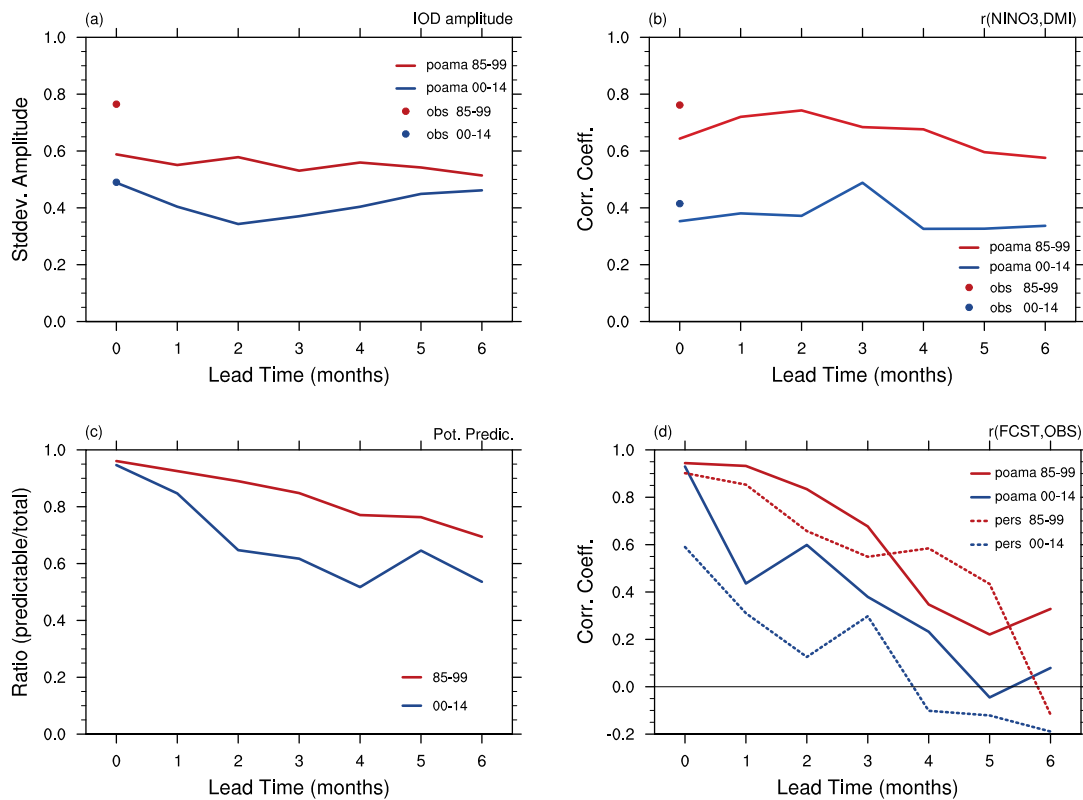 (a) IOD amplitude
Stddev. Amplitude
1.0
0.8
0.6
0.4
0.2
0.0
poama 85-99
poama 00-14
obs 85-99
obs 00-14
0 1 2 3 4 5 6
Lead Time (months)
(b) r(NINO3,DMI)
Corr. Coeff.
1.0
0.8
0.6
0.4
0.2
0.0
poama 85-99
poama 00-14
obs 85-99
obs 00-14
0 1 2 3 4 5 6
Lead Time (months)
(c) Pot. Predic.
Ratio (predictable/total)
1.0
0.8
0.6
0.4
0.2
0.0
85-99
00-14
0 1 2 3 4 5 6
Lead Time (months)
(d) r(FCST,OBS)
Corr. Coeff.
1.0
0.8
0.6
0.4
0.2
0.0
-0.2
poama 85-99
poama 00-14
pers 85-99
pers 00-14
0 1 2 3 4 5 6
Lead Time (months)